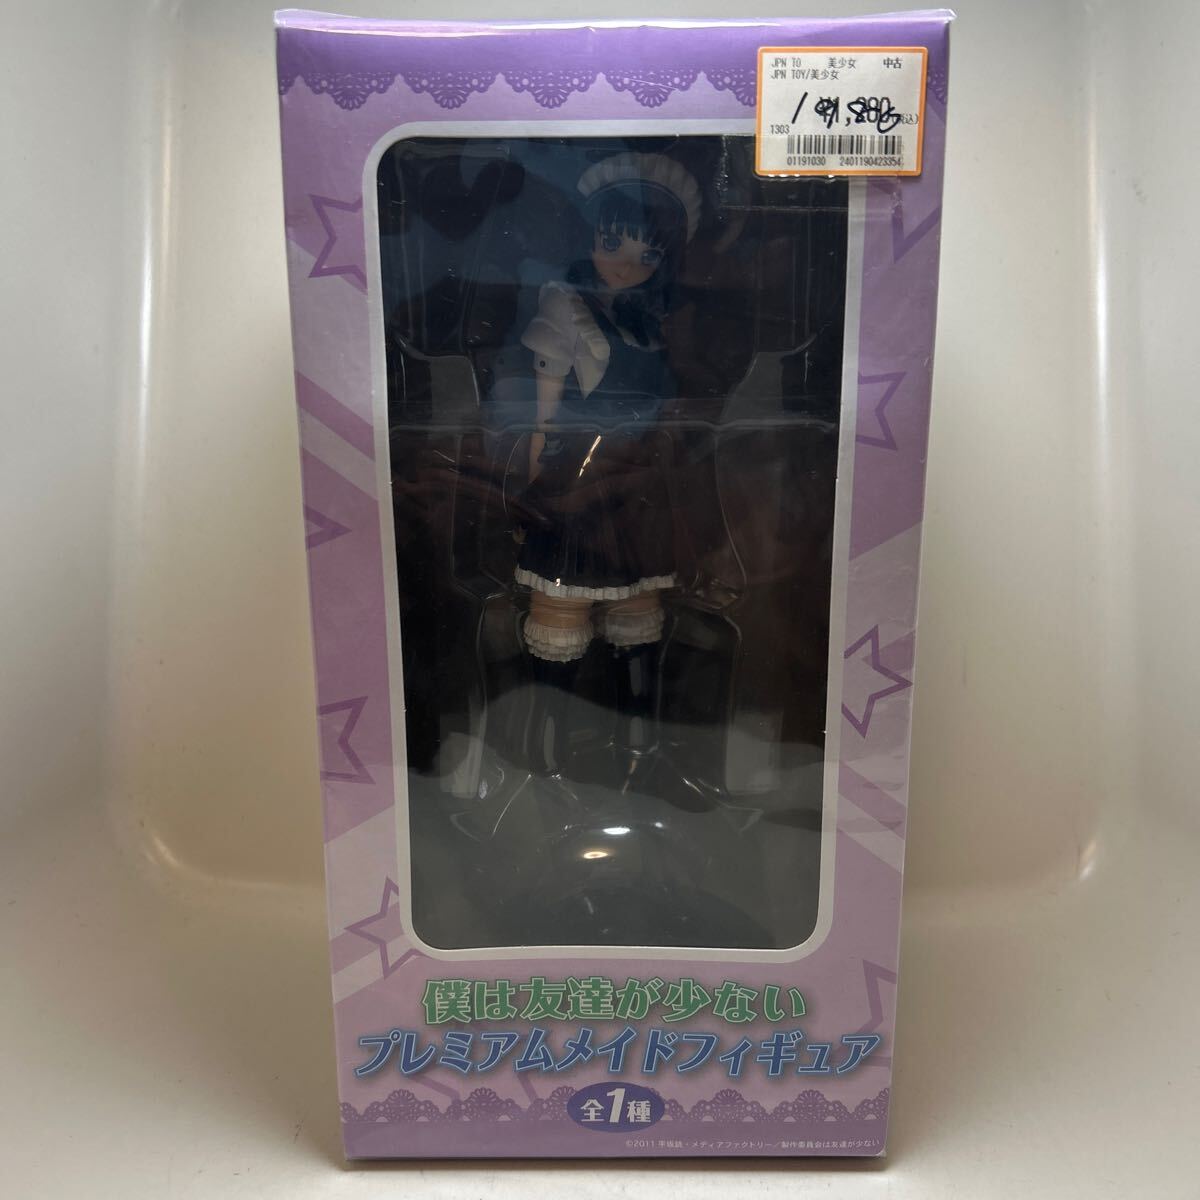 JPN TO 美少女 中古
JPN TOY/美少女
1303
01191030 2401190423354
僕は友達が少ない
プレミアムメイドフィギュア
全1種
©2011 平坂読・メディアファクトリー／製作委員会は友達が少ない